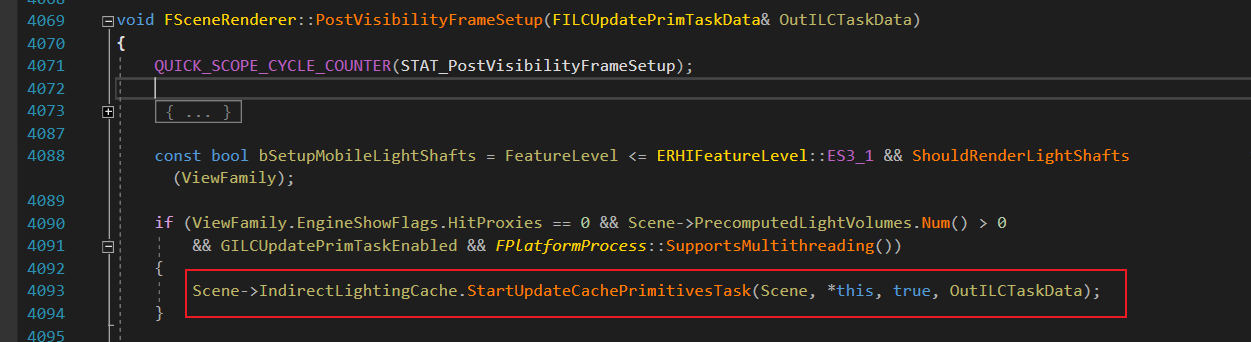 4069 void FSceneRenderer::PostVisibilityFrameSetup(FILCUpdatePrimTaskData& OutILCTaskData)
4070 {
4071 QUICK_SCOPE_CYCLE_COUNTER(STAT_PostVisibilityFrameSetup);
4072
4073 { ... }
4087
4088 const bool bSetupMobileLightShafts = FeatureLevel <= ERHIFeatureLevel::ES3_1 && ShouldRenderLightShafts
(ViewFamily);
4089
4090 if (ViewFamily.EngineShowFlags.HitProxies == 0 && Scene->PrecomputedLightVolumes.Num() > 0
4091 && GILCUpdatePrimTaskEnabled && FPlatformProcess::SupportsMultithreading())
4092 {
4093 Scene->IndirectLightingCache.StartUpdateCachePrimitivesTask(Scene, *this, true, OutILCTaskData);
4094 }
4095